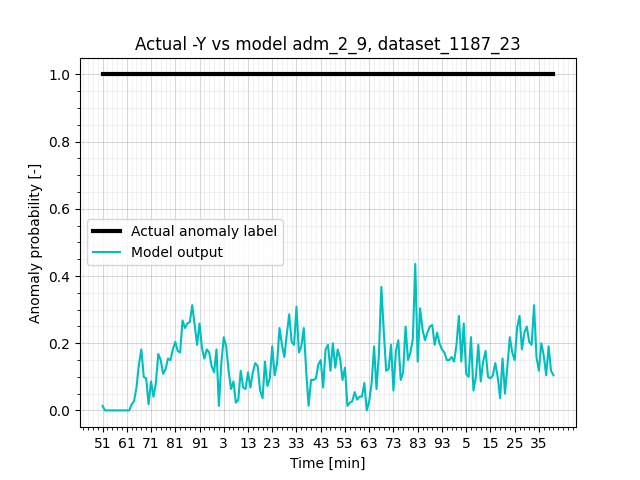 Actual -Y vs model adm_2_9, dataset_1187_23
Anomaly probability [-]
1.0
0.8
0.6
0.4
0.2
0.0
Actual anomaly label
Model output
51 61 71 81 91 3 13 23 33 43 53 63 73 83 93 5 15 25 35
Time [min]